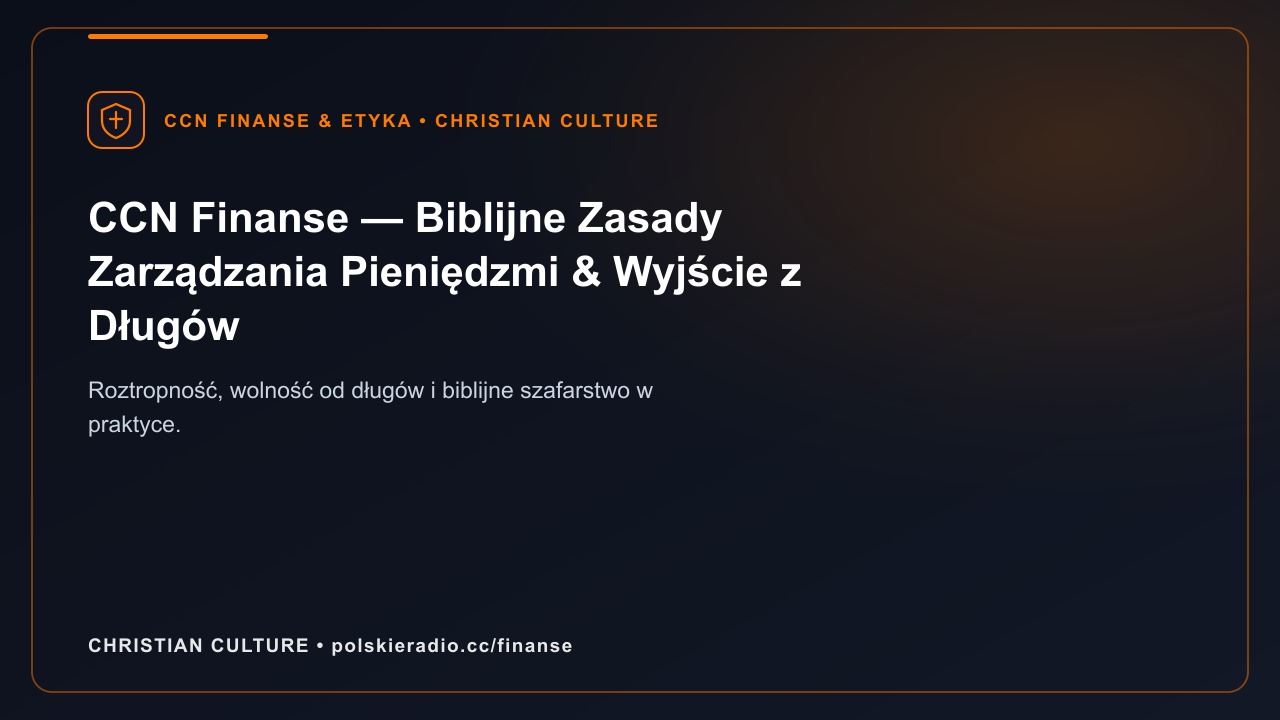 CCN FINANSE & ETYKA • CHRISTIAN CULTURE
CCN Finanse — Biblijne Zasady
Zarządzania Pieniędzmi & Wyjście z
Długów
Roztropność, wolność od długów i biblijne szafarstwo w
praktyce.
CHRISTIAN CULTURE • polskieradio.cc/finanse